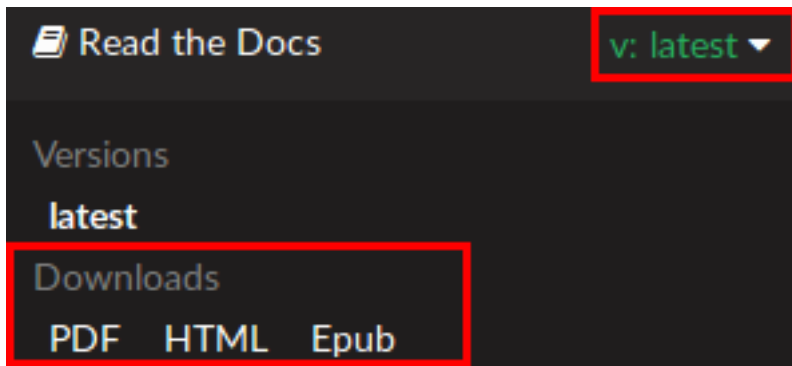 Read the Docs v: latest
Versions
latest
Downloads
PDF HTML Epub